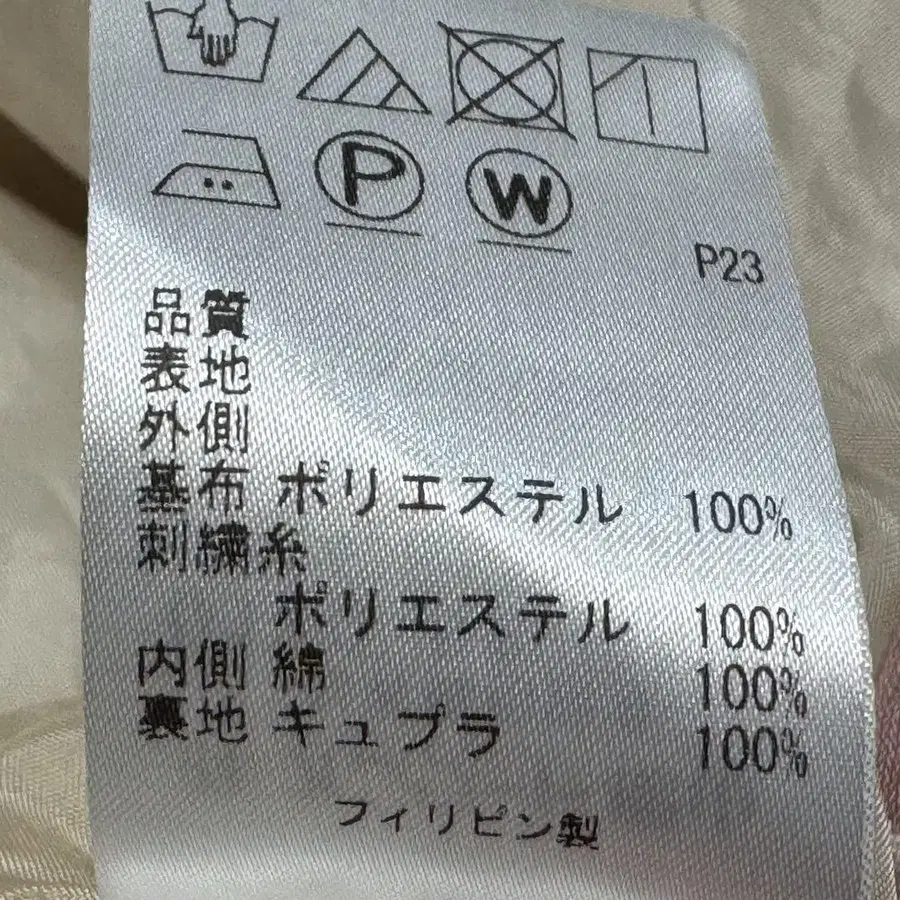 P W
P23
品質
表地
外側
基布 ポリエステル 100%
刺繍糸
ポリエステル 100%
内側 綿 100%
裏地 キュプラ 100%
フィリピン製